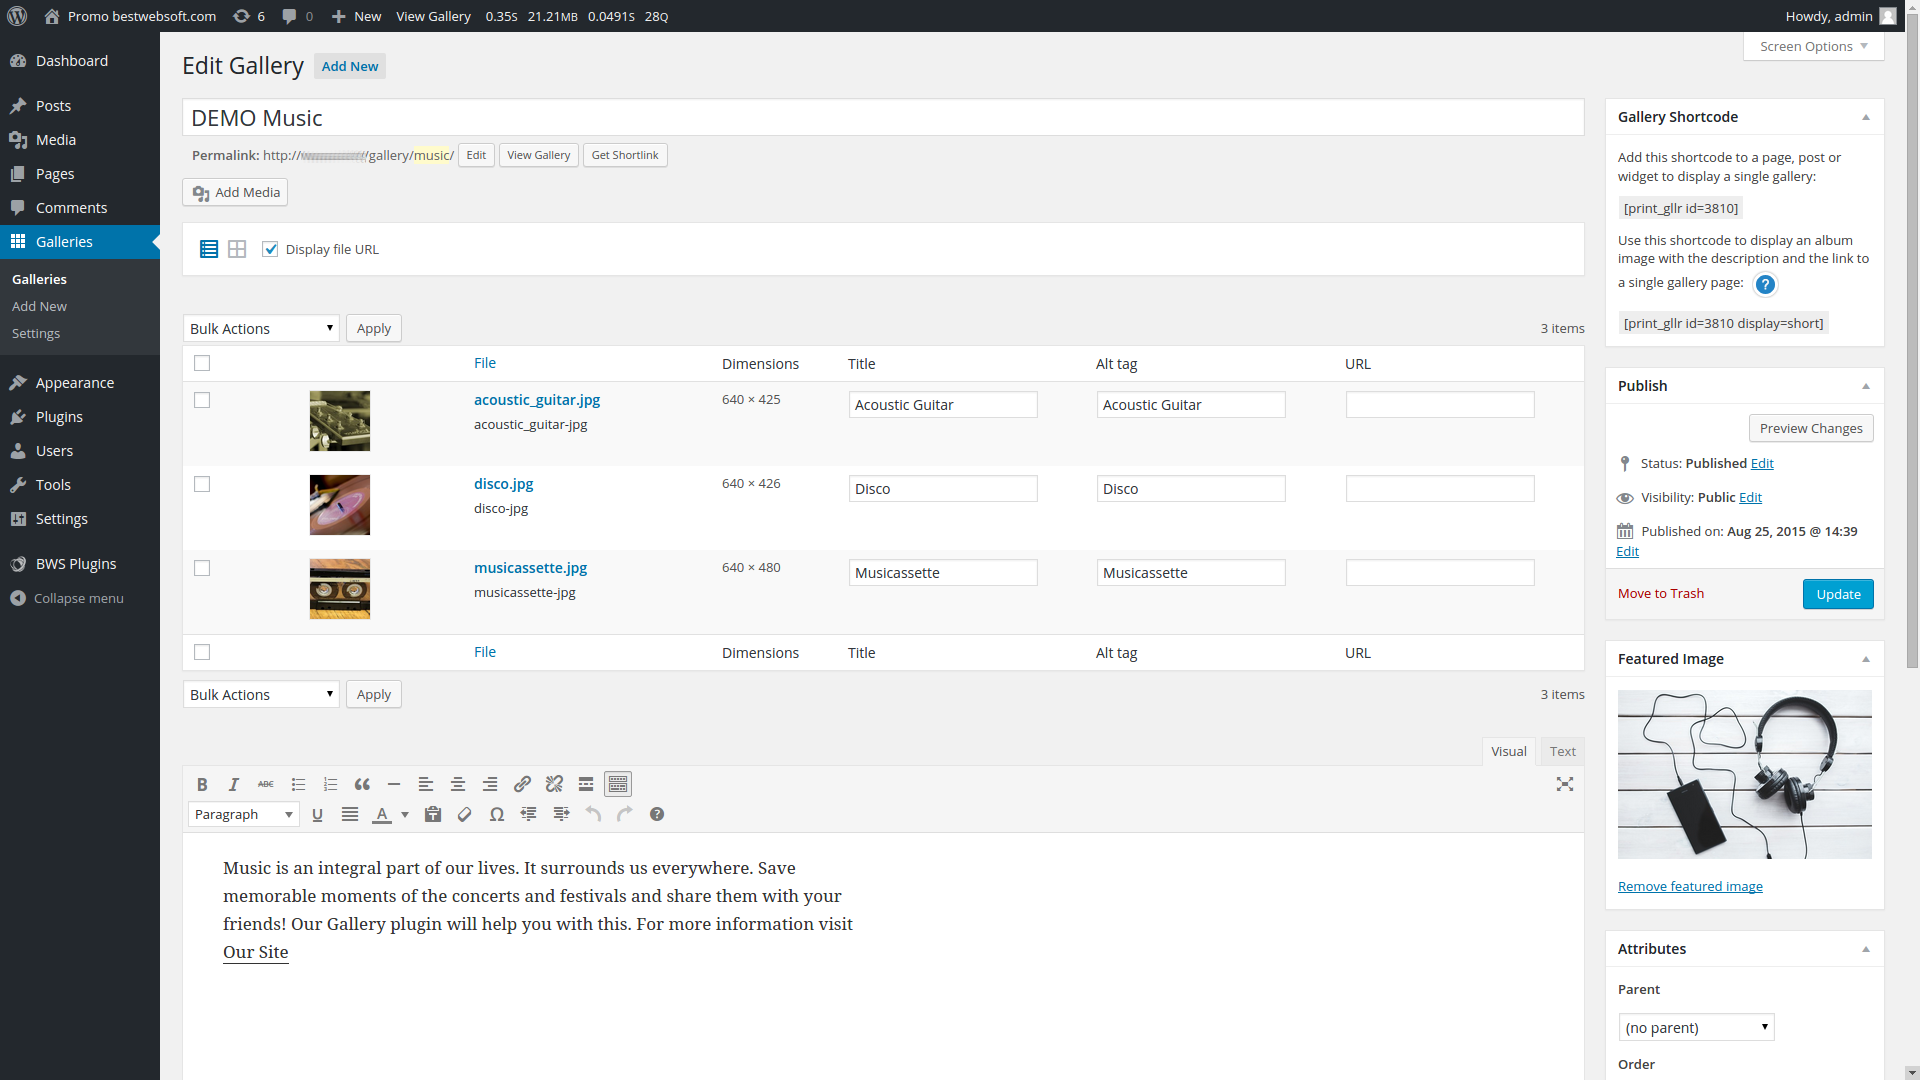 Promo bestwebsoft.com 6 0 New View Gallery 0.35S 21.21MB 0.0491S 28Q Howdy, admin
Screen Options
Dashboard
Posts
Media
Pages
Comments
Galleries
Galleries
Add New
Settings
Appearance
Plugins
Users
Tools
Settings
BWS Plugins
Collapse menu
Edit Gallery Add New
DEMO Music
Permalink: http:// /gallery/music/ Edit View Gallery Get Shortlink
Add Media
Display file URL
Bulk Actions Apply 3 items
File Dimensions Title Alt tag URL
acoustic_guitar.jpg 640 × 425 Acoustic Guitar Acoustic Guitar
acoustic_guitar-jpg
disco.jpg 640 × 426 Disco Disco
disco-jpg
musicassette.jpg 640 × 480 Musicassette Musicassette
musicassette-jpg
File Dimensions Title Alt tag URL
Bulk Actions Apply 3 items
Visual Text
B I ABC
Paragraph U A Ω
Music is an integral part of our lives. It surrounds us everywhere. Save
memorable moments of the concerts and festivals and share them with your
friends! Our Gallery plugin will help you with this. For more information visit
Our Site
Gallery Shortcode
Add this shortcode to a page, post or
widget to display a single gallery:
[print_gllr id=3810]
Use this shortcode to display an album
image with the description and the link to
a single gallery page: ?
[print_gllr id=3810 display=short]
Publish
Preview Changes
Status: Published Edit
Visibility: Public Edit
Published on: Aug 25, 2015 @ 14:39
Edit
Move to Trash Update
Featured Image
Remove featured image
Attributes
Parent
(no parent)
Order